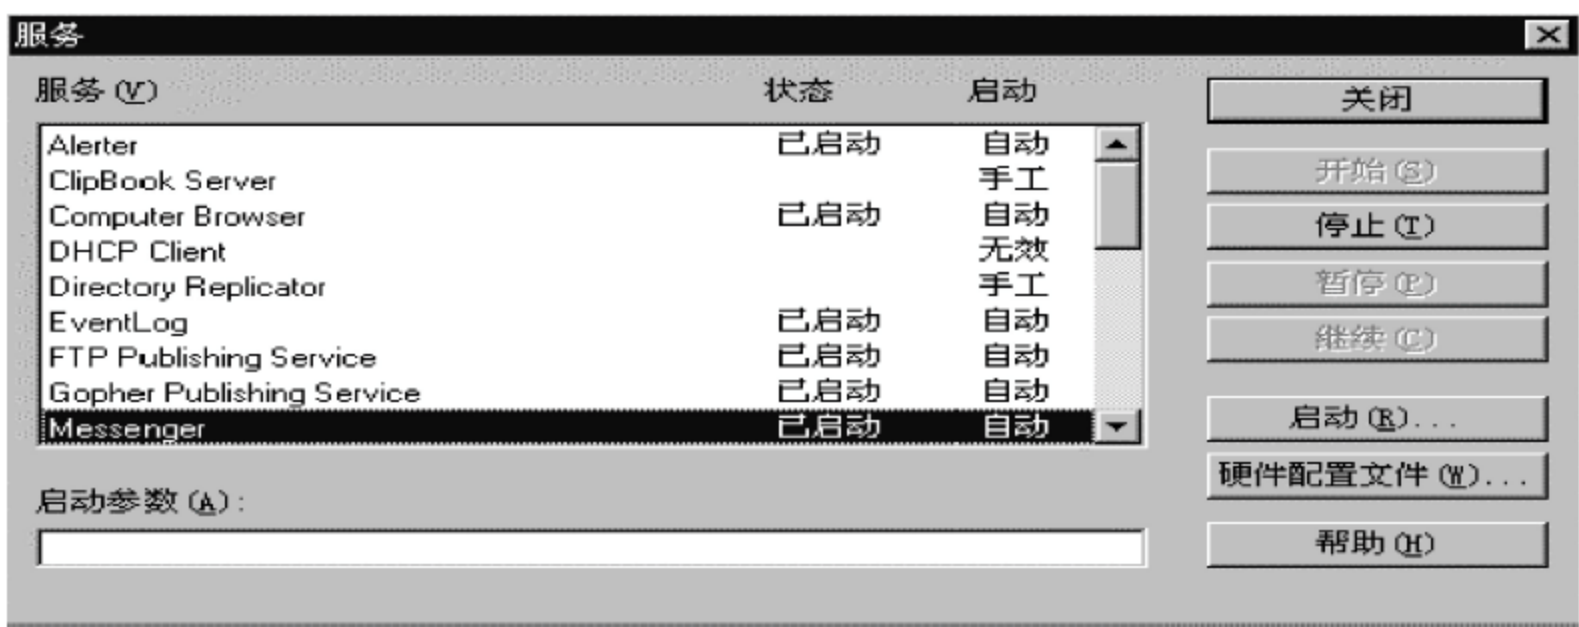 服务
服务(V) 状态 启动
Alerter 已启动 自动
ClipBook Server 手工
Computer Browser 已启动 自动
DHCP Client 无效
Directory Replicator 手工
EventLog 已启动 自动
FTP Publishing Service 已启动 自动
Gopher Publishing Service 已启动 自动
Messenger 已启动 自动
启动参数(A):
关闭
开始(S)
停止(T)
暂停(P)
继续(C)
启动(R)...
硬件配置文件(W)...
帮助(H)